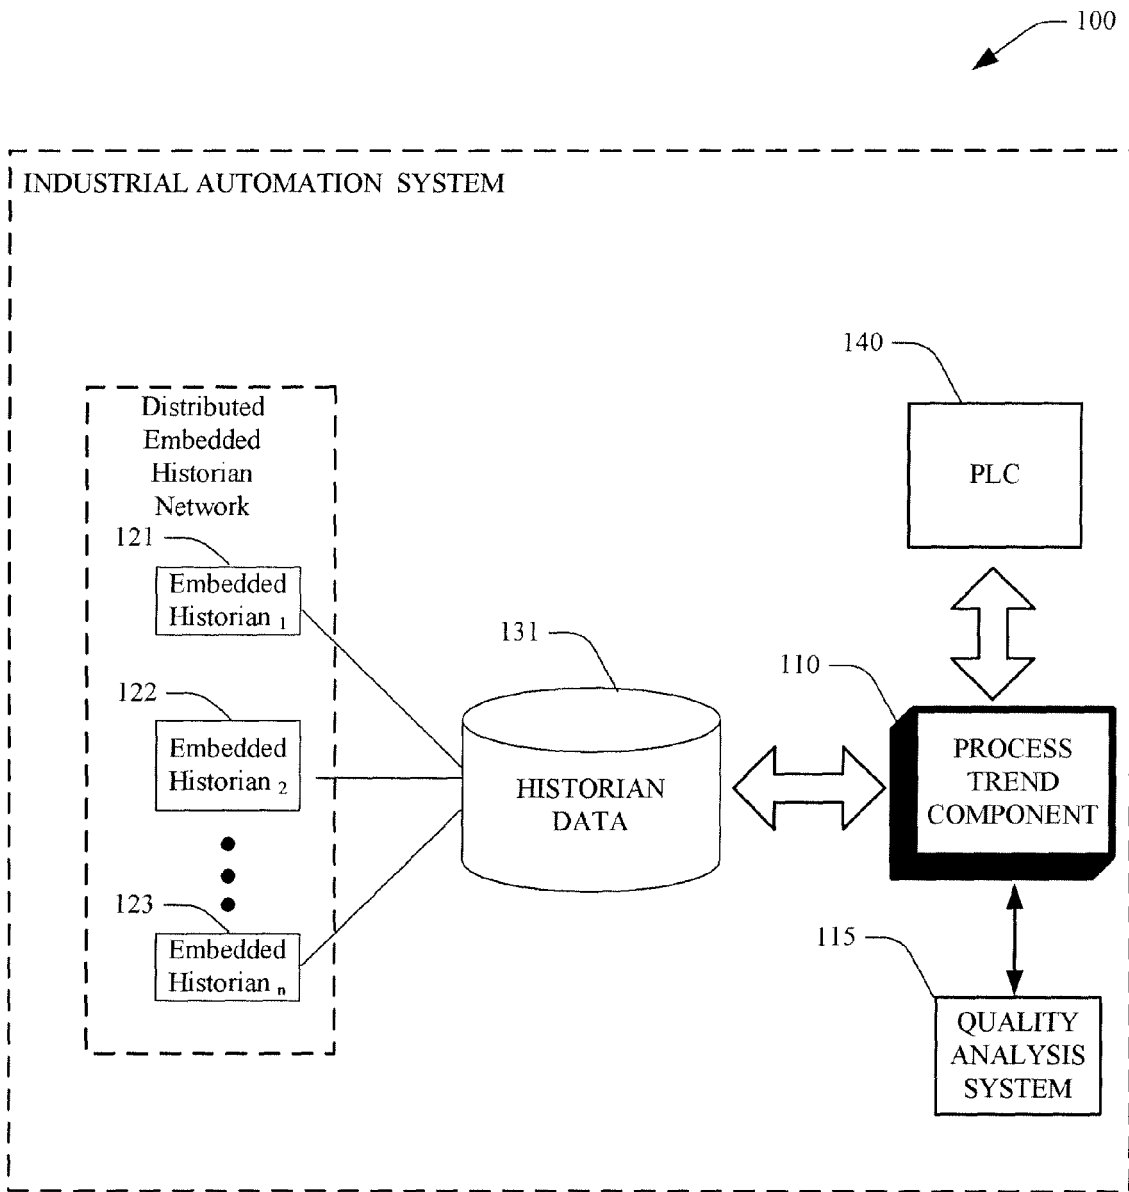 100
INDUSTRIAL AUTOMATION SYSTEM
140
Distributed
Embedded
Historian
Network
PLC
121
Embedded
Historian 1
131
110
122
Embedded
Historian 2
HISTORIAN
DATA
PROCESS
TREND
COMPONENT
123
Embedded
Historian n
115
QUALITY
ANALYSIS
SYSTEM